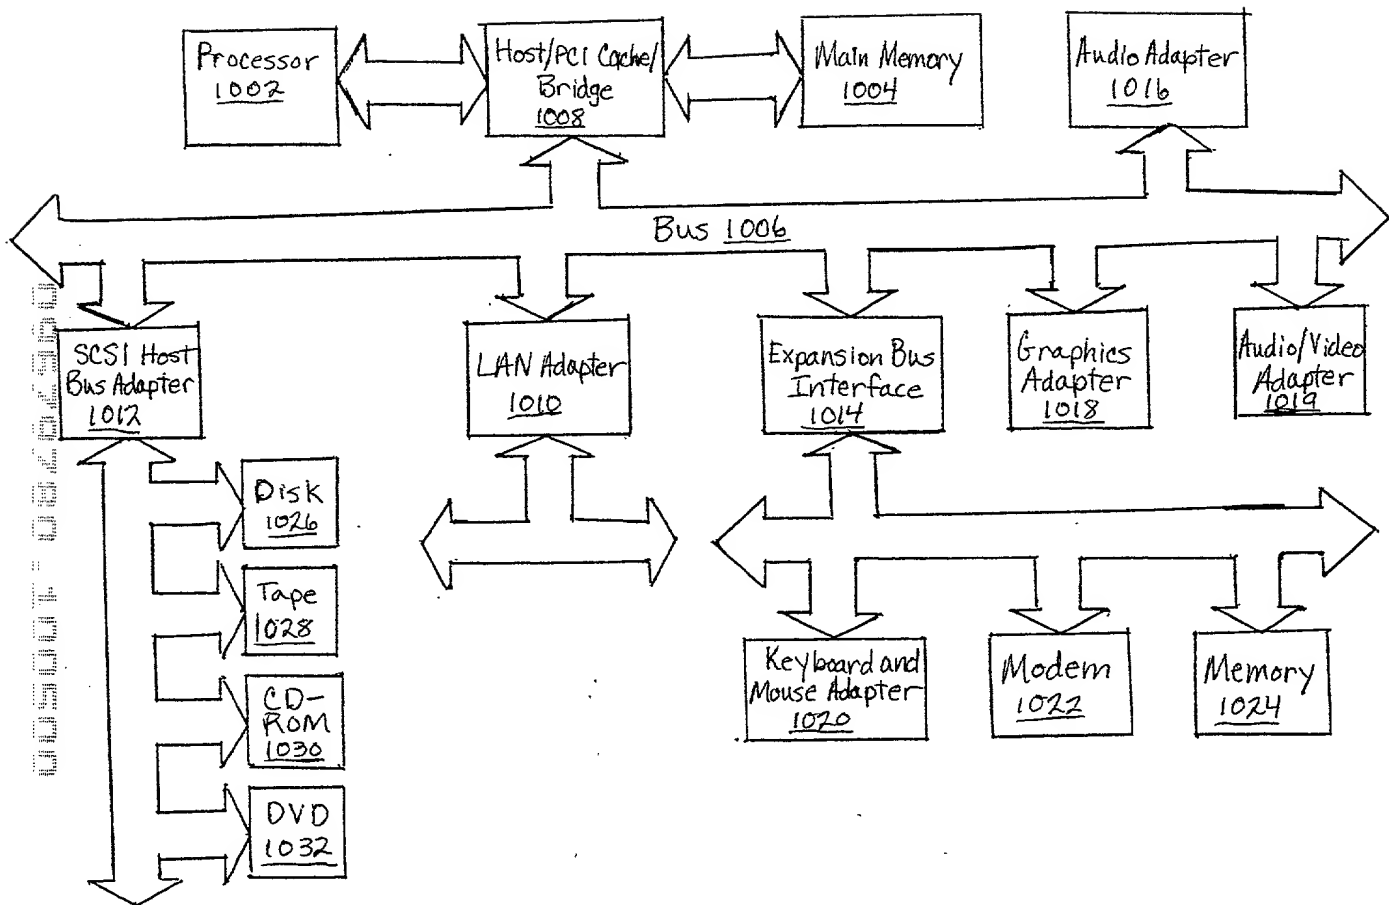 Processor
1002
Host/PCI Cache/
Bridge
1008
Main Memory
1004
Audio Adapter
1016
Bus 1006
SCSI Host
Bus Adapter
1012
LAN Adapter
1010
Expansion Bus
Interface
1014
Graphics
Adapter
1018
Audio/Video
Adapter
1019
Disk
1026
Tape
1028
CD-
ROM
1030
DVD
1032
Keyboard and
Mouse Adapter
1020
Modem
1022
Memory
1024